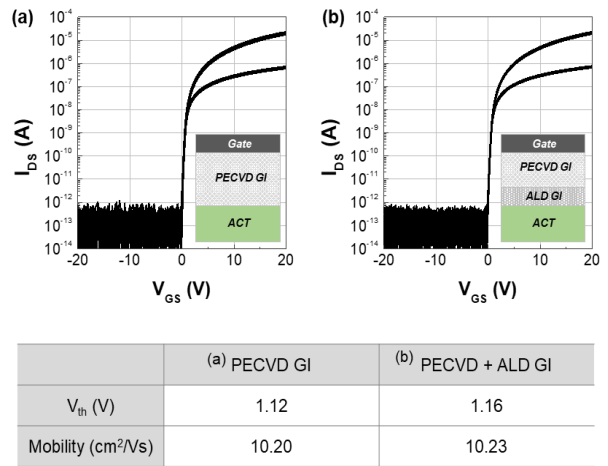 (a)
10⁻⁴
10⁻⁵
10⁻⁶
10⁻⁷
10⁻⁸
10⁻⁹
10⁻¹⁰
10⁻¹¹
10⁻¹²
10⁻¹³
10⁻¹⁴
I_DS (A)
Gate
PECVD GI
ACT
-20 -10 0 10 20
V_GS (V)
(b)
10⁻⁴
10⁻⁵
10⁻⁶
10⁻⁷
10⁻⁸
10⁻⁹
10⁻¹⁰
10⁻¹¹
10⁻¹²
10⁻¹³
10⁻¹⁴
I_DS (A)
Gate
PECVD GI
ALD GI
ACT
-20 -10 0 10 20
V_GS (V)
(a) PECVD GI (b) PECVD + ALD GI
V_th (V) 1.12 1.16
Mobility (cm²/Vs) 10.20 10.23